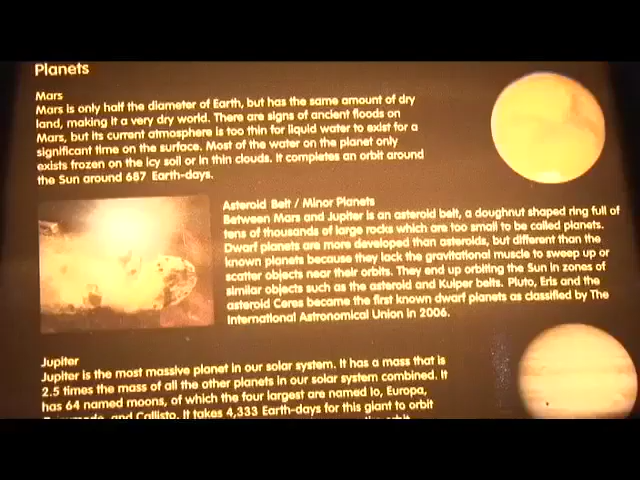 Planets
Mars
Mars is only half the diameter of Earth, but has the same amount of dry
land, making it a very dry world. There are signs of ancient floods on
Mars, but its current atmosphere is too thin for liquid water to exist for a
significant time on the surface. Most of the water on the planet only
exists frozen on the icy soil or in thin clouds. It completes an orbit around
the Sun around 687 Earth-days.
Asteroid Belt / Minor Planets
Between Mars and Jupiter is an asteroid belt, a doughnut shaped ring full of
tens of thousands of large rocks which are too small to be called planets.
Dwarf planets are more developed than asteroids, but different than the
known planets because they lack the gravitational muscle to sweep up or
scatter objects near their orbits. They end up orbiting the Sun in zones of
similar objects such as the asteroid and Kuiper belts. Pluto, Eris and the
asteroid Ceres became the first known dwarf planets as classified by The
International Astronomical Union in 2006.
Jupiter
Jupiter is the most massive planet in our solar system. It has a mass that is
2.5 times the mass of all the other planets in our solar system combined. It
has 64 named moons, of which the four largest are named Io, Europa,
and Callisto. It takes 4,333 Earth-days for this giant to orbit